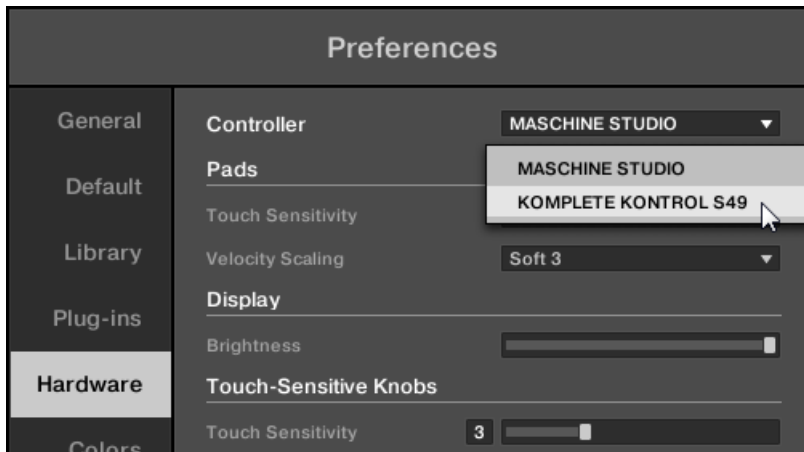 Preferences
General
Default
Library
Plug-ins
Hardware
Colors
Controller
MASCHINE STUDIO
MASCHINE STUDIO
KOMPLETE KONTROL S49
Pads
Touch Sensitivity
Velocity Scaling
Soft 3
Display
Brightness
Touch-Sensitive Knobs
Touch Sensitivity
3